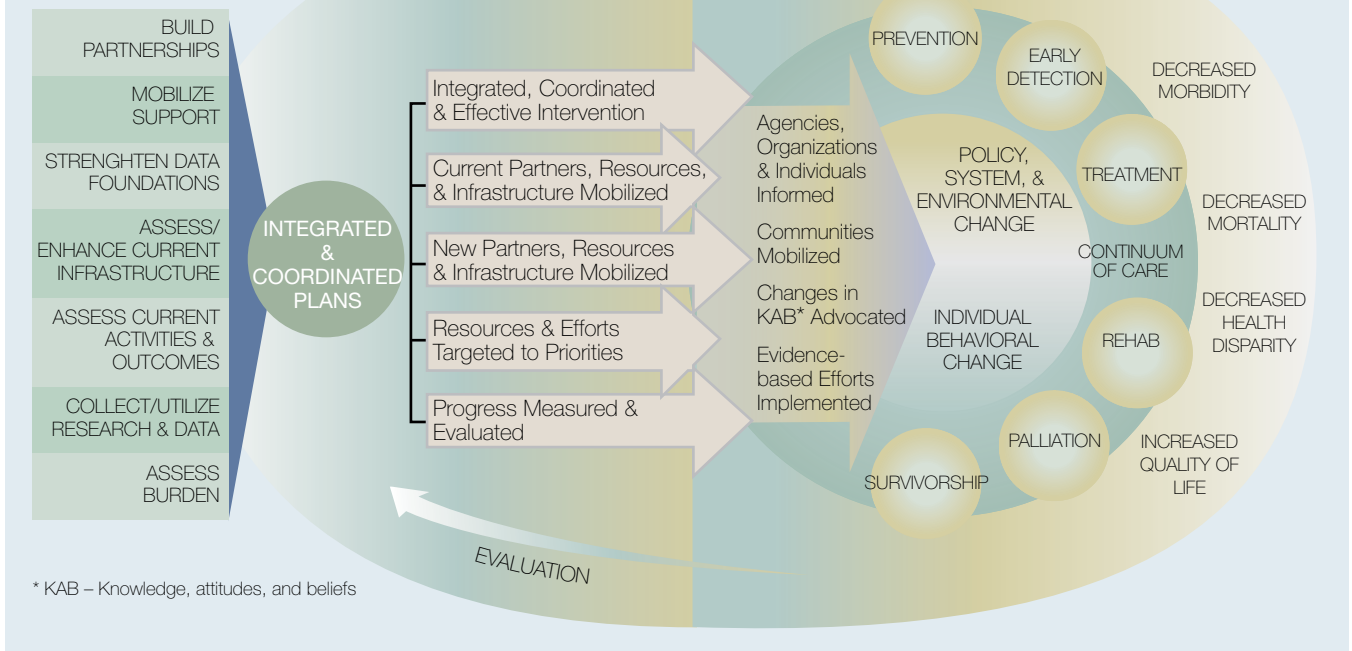 BUILD
PARTNERSHIPS
MOBILIZE
SUPPORT
STRENGHTEN DATA
FOUNDATIONS
ASSESS/
ENHANCE CURRENT
INFRASTRUCTURE
ASSESS CURRENT
ACTIVITIES &
OUTCOMES
COLLECT/UTILIZE
RESEARCH & DATA
ASSESS
BURDEN
INTEGRATED
&
COORDINATED
PLANS
Integrated, Coordinated
& Effective Intervention
Current Partners, Resources,
& Infrastructure Mobilized
New Partners, Resources
& Infrastructure Mobilized
Resources & Efforts
Targeted to Priorities
Progress Measured &
Evaluated
Agencies,
Organizations
& Individuals
Informed
Communities
Mobilized
Changes in
KAB* Advocated
Evidence-
based Efforts
Implemented
POLICY,
SYSTEM, &
ENVIRONMENTAL
CHANGE
INDIVIDUAL
BEHAVIORAL
CHANGE
PREVENTION
EARLY
DETECTION
TREATMENT
CONTINUUM
OF CARE
REHAB
PALLIATION
SURVIVORSHIP
DECREASED
MORBIDITY
DECREASED
MORTALITY
DECREASED
HEALTH
DISPARITY
INCREASED
QUALITY OF
LIFE
EVALUATION
* KAB – Knowledge, attitudes, and beliefs